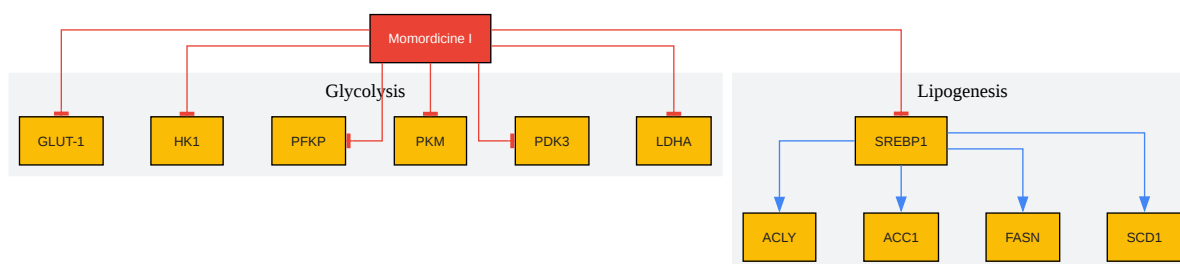 Momordicine I
Glycolysis
Lipogenesis
GLUT-1
HK1
PFKP
PKM
PDK3
LDHA
SREBP1
ACLY
ACC1
FASN
SCD1